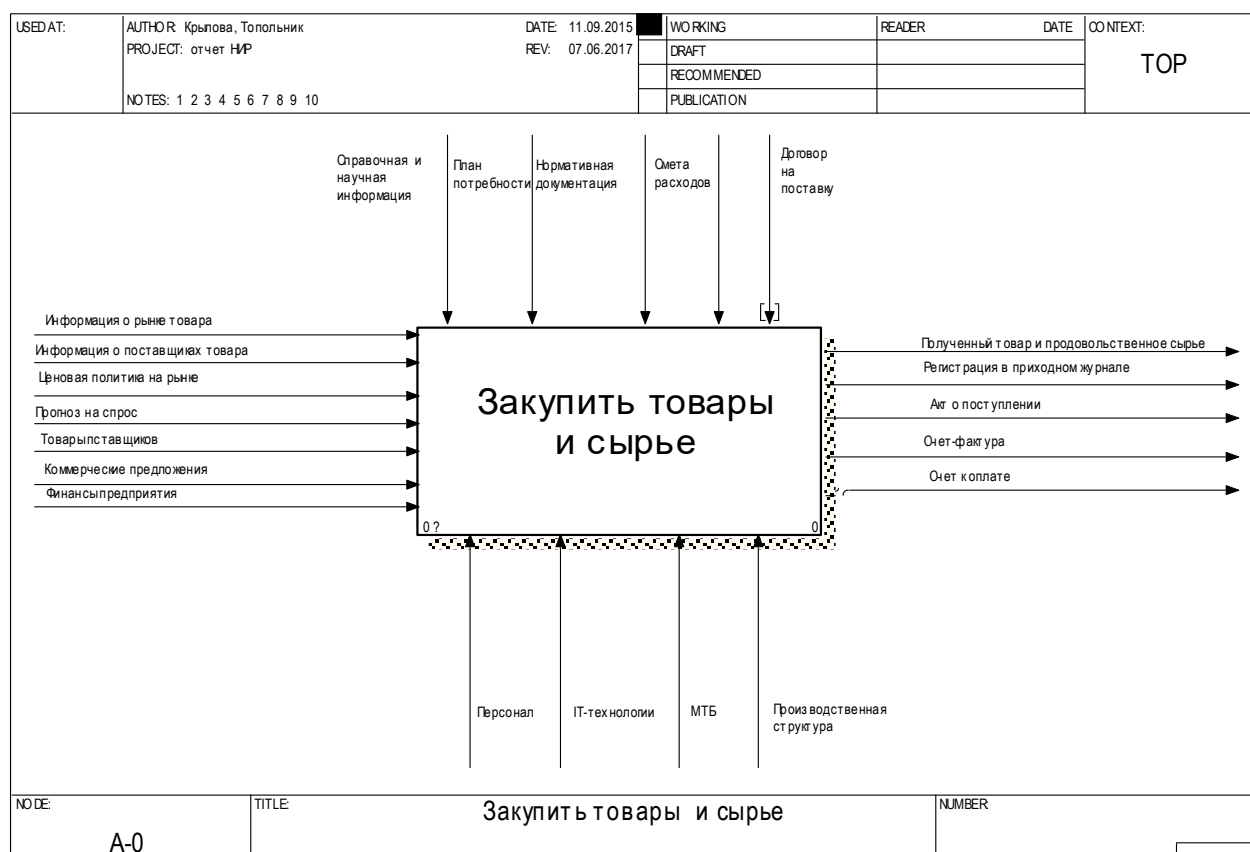 USED AT:
AUTHOR: Крылова, Топольник
DATE: 11.09.2015
WORKING
READER
DATE
CONTEXT:
PROJECT: отчет НИР
REV: 07.06.2017
DRAFT
TOP
RECOMMENDED
NOTES: 1 2 3 4 5 6 7 8 9 10
PUBLICATION
Справочная и
научная
информация
План
потребности
Нормативная
документация
Смета
расходов
Договор
на
поставку
Информация о рынке товара
Информация о поставщиках товара
Ценовая политика на рынке
Прогноз на спрос
Товары пставщиков
Коммерческие предложения
Финансы предприятия
Закупить товары
и сырье
0 ?
0
Полученный товар и продовольственное сырье
Регистрация в приходном журнале
Акт о поступлении
Счет-фактура
Счет к оплате
Персонал
IT-технологии
МТБ
Производственная
структура
NODE:
TITLE:
Закупить товары и сырье
NUMBER:
A-0